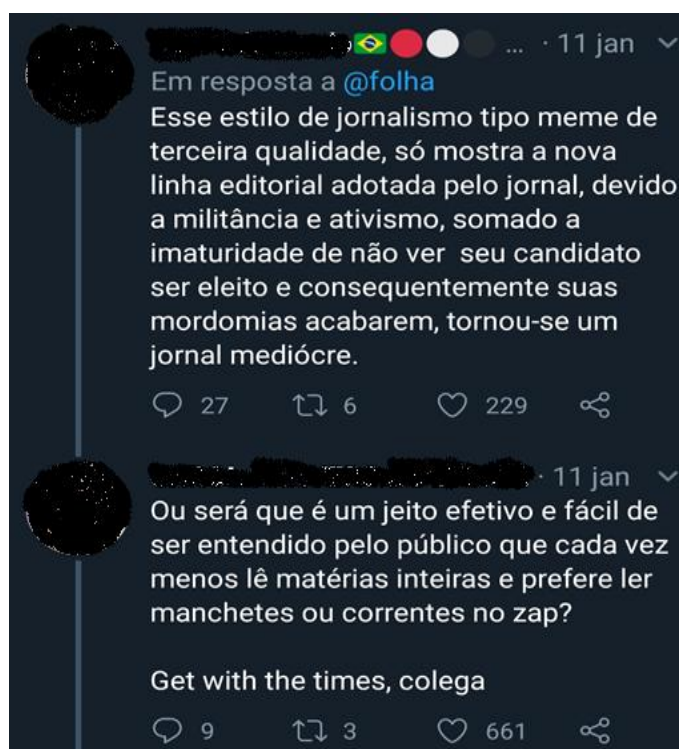 ... · 11 jan
Em resposta a @folha
Esse estilo de jornalismo tipo meme de
terceira qualidade, só mostra a nova
linha editorial adotada pelo jornal, devido
a militância e ativismo, somado a
imaturidade de não ver seu candidato
ser eleito e consequentemente suas
mordomias acabarem, tornou-se um
jornal mediócre.
27 6 229
· 11 jan
Ou será que é um jeito efetivo e fácil de
ser entendido pelo público que cada vez
menos lê matérias inteiras e prefere ler
manchetes ou correntes no zap?
Get with the times, colega
9 3 661